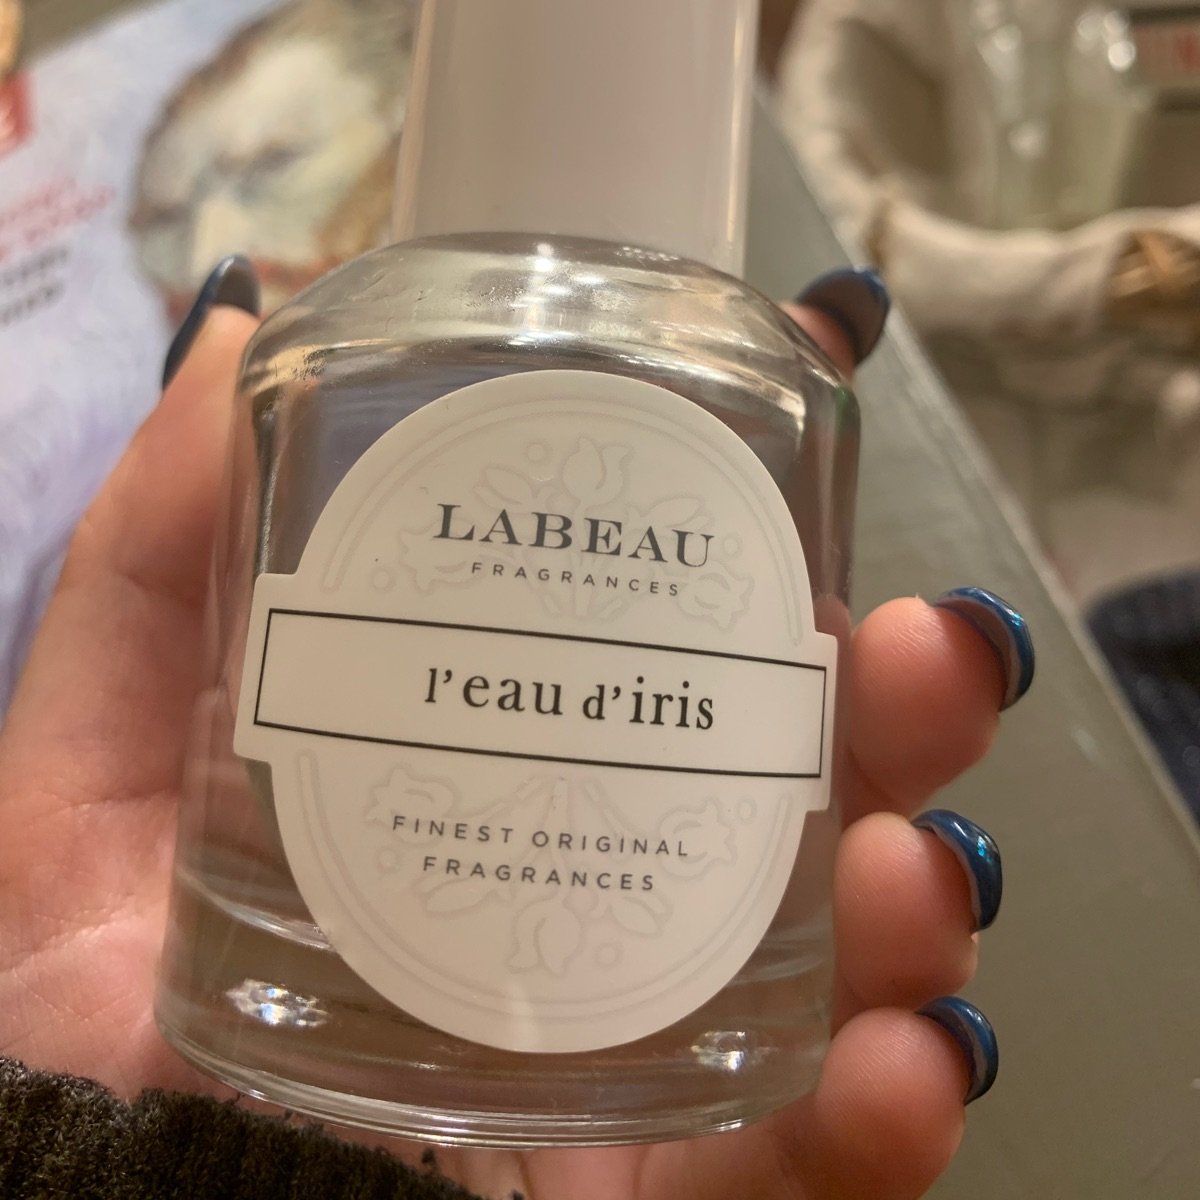 LABEAU
FRAGRANCES
l'eau d'iris
FINEST ORIGINAL
FRAGRANCES